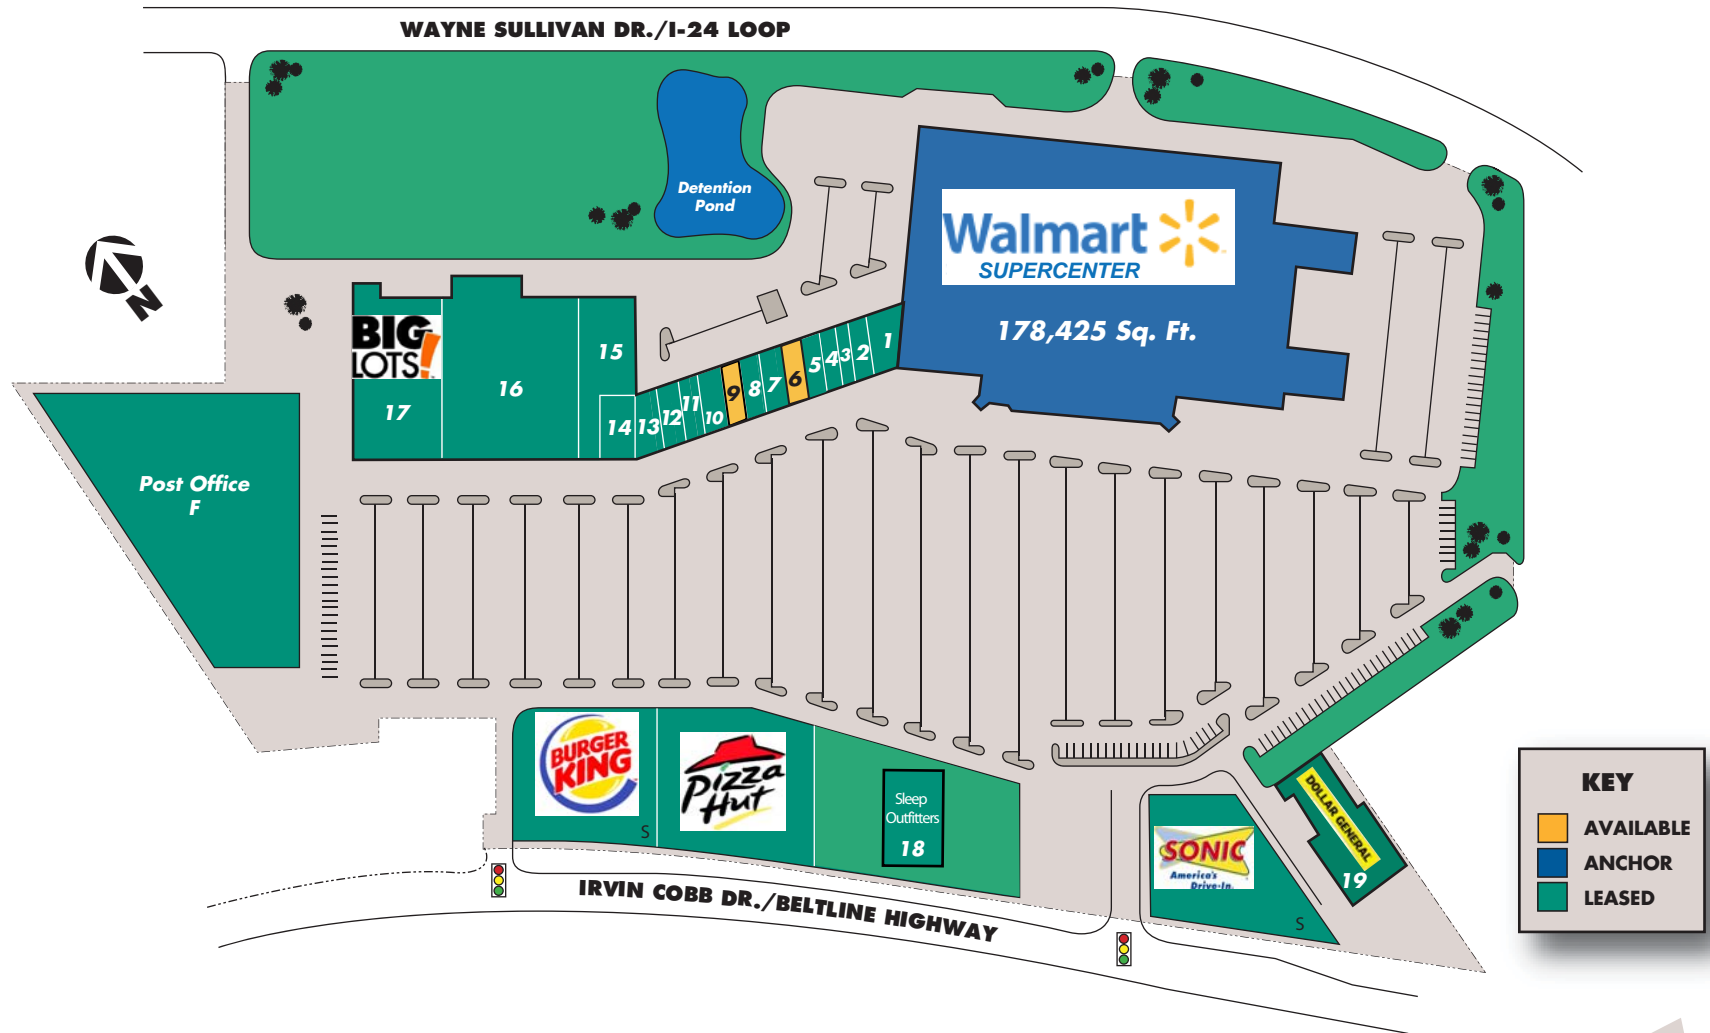 WAYNE SULLIVAN DR./I-24 LOOP
Detention
Pond
Walmart
SUPERCENTER
178,425 Sq. Ft.
N
BIG
LOTS!
17
16
15
14
13
12
11
10
9
8
7
6
5
4
3
2
1
Post Office
F
BURGER
KING
S
Pizza
Hut
Sleep
Outfitters
18
SONIC
America's
Drive-In.
S
DOLLAR GENERAL
19
IRVIN COBB DR./BELTLINE HIGHWAY
KEY
AVAILABLE
ANCHOR
LEASED